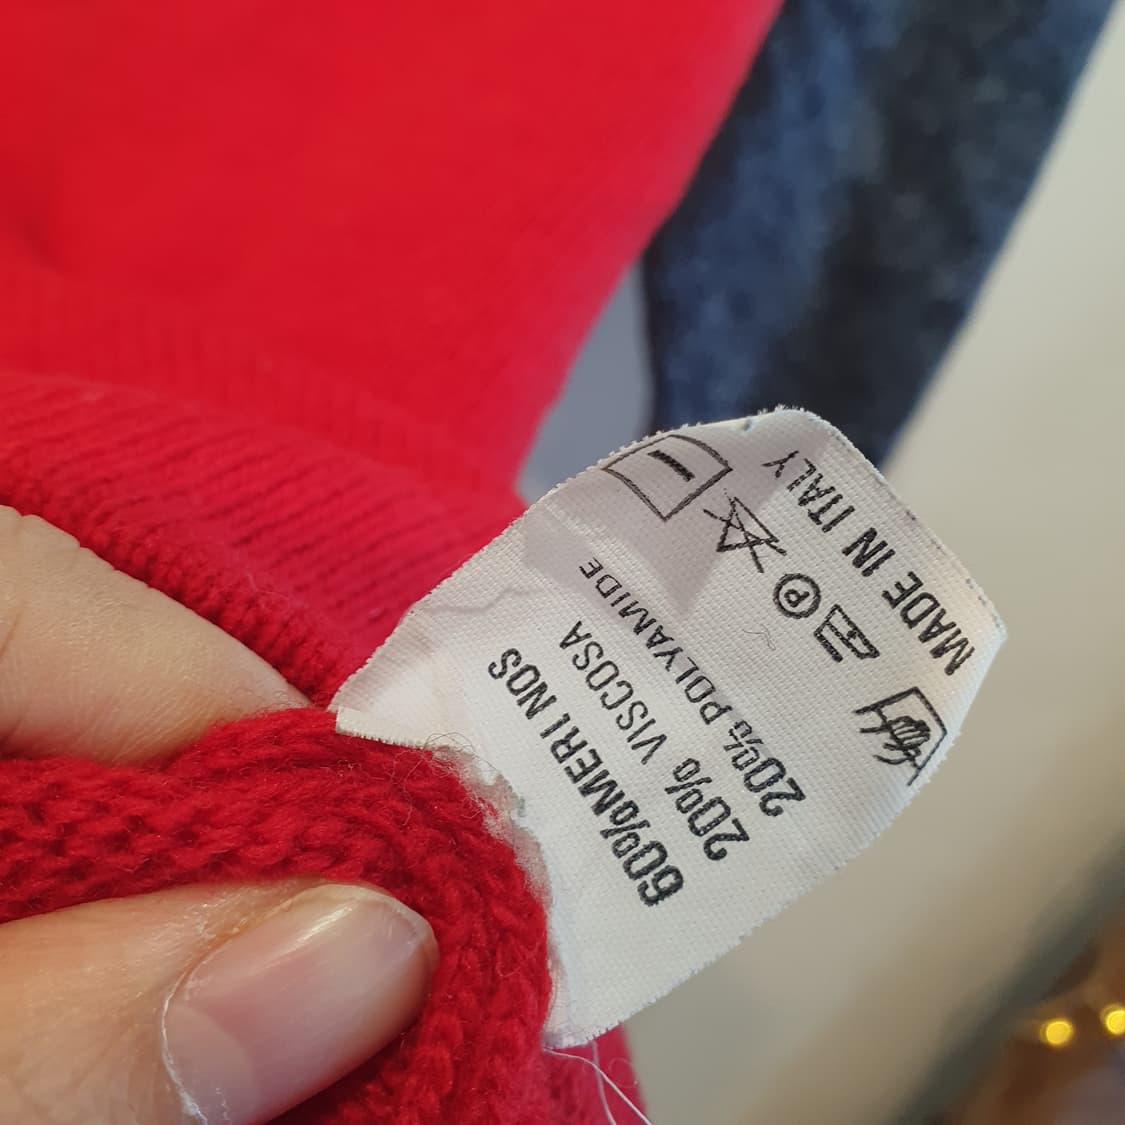 60%MERI NOS
20% VISCOSA
20% POLYAMIDE
P
MADE IN ITALY